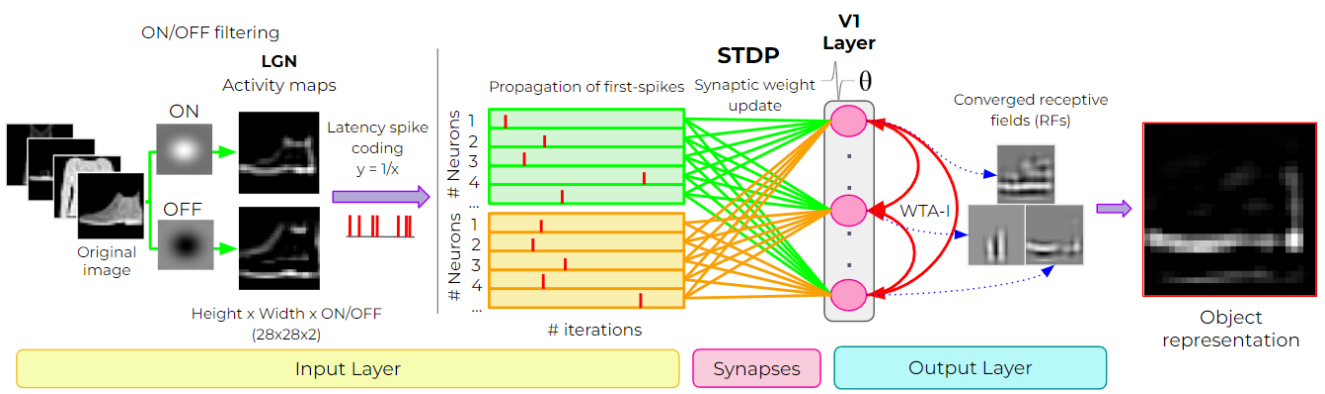 ON/OFF filtering
LGN
Activity maps
ON
OFF
Original
image
Height x Width x ON/OFF
(28x28x2)
Latency spike
coding
y = 1/x
Propagation of first-spikes
# Neurons
1
2
3
4
...
# Neurons
1
2
3
4
...
# iterations
STDP
Synaptic weight
update
V1
Layer
θ
WTA-I
Converged receptive
fields (RFs)
Object
representation
Input Layer
Synapses
Output Layer